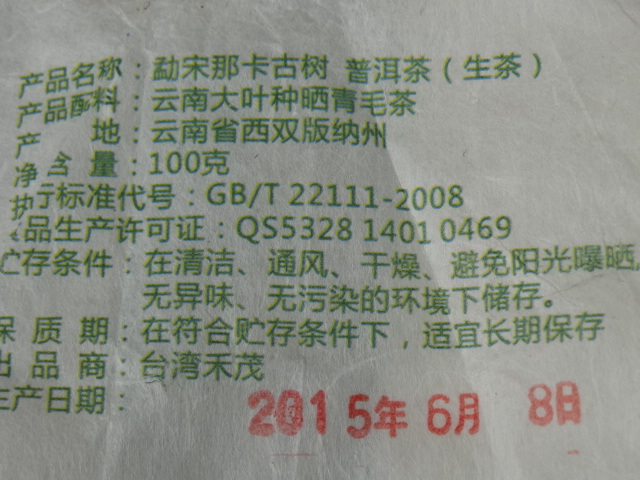 产品名称：勐宋那卡古树 普洱茶（生茶）
产品配料：云南大叶种晒青毛茶
产 地：云南省西双版纳州
净含量：100克
执行标准代号：GB/T 22111-2008
品生产许可证：QS5328 1401 0469
贮存条件：在清洁、通风、干燥、避免阳光曝晒,
无异味、无污染的环境下储存。
保质期：在符合贮存条件下，适宜长期保存
出品商：台湾禾茂
生产日期：
2015年 6月 8日